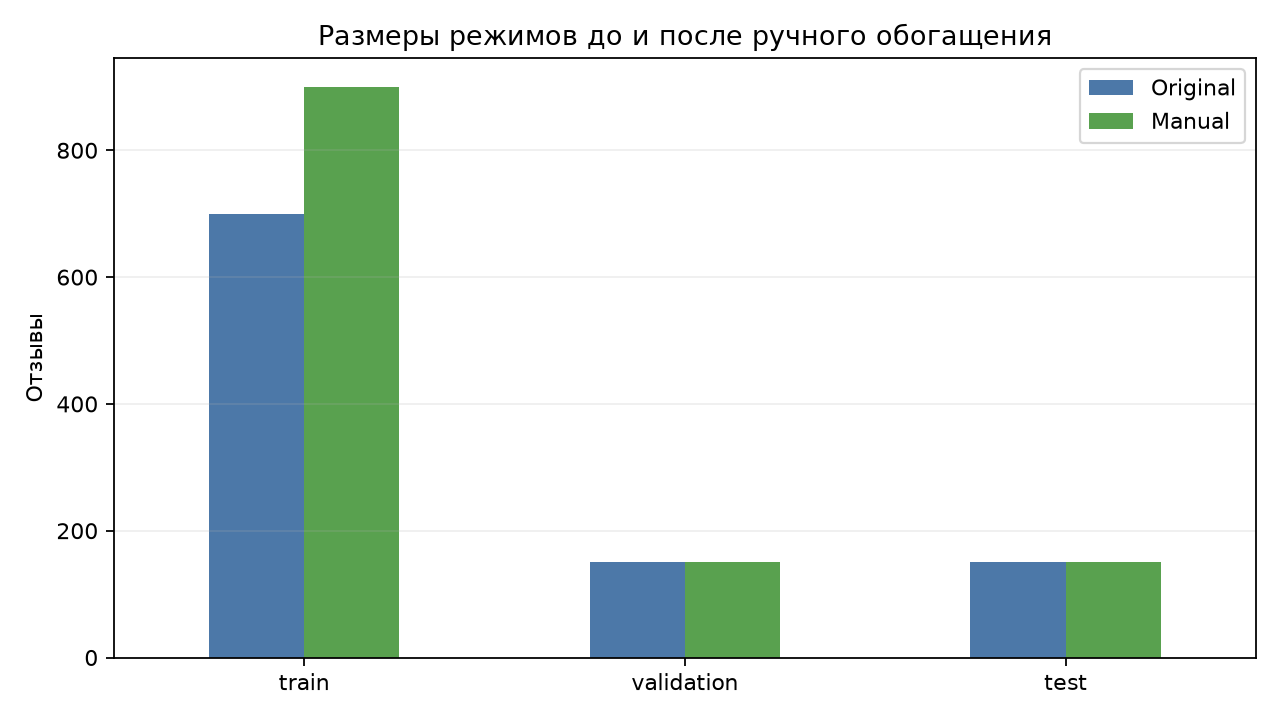 Размеры режимов до и после ручного обогащения
Original
Manual
Отзывы
800
600
400
200
0
train validation test